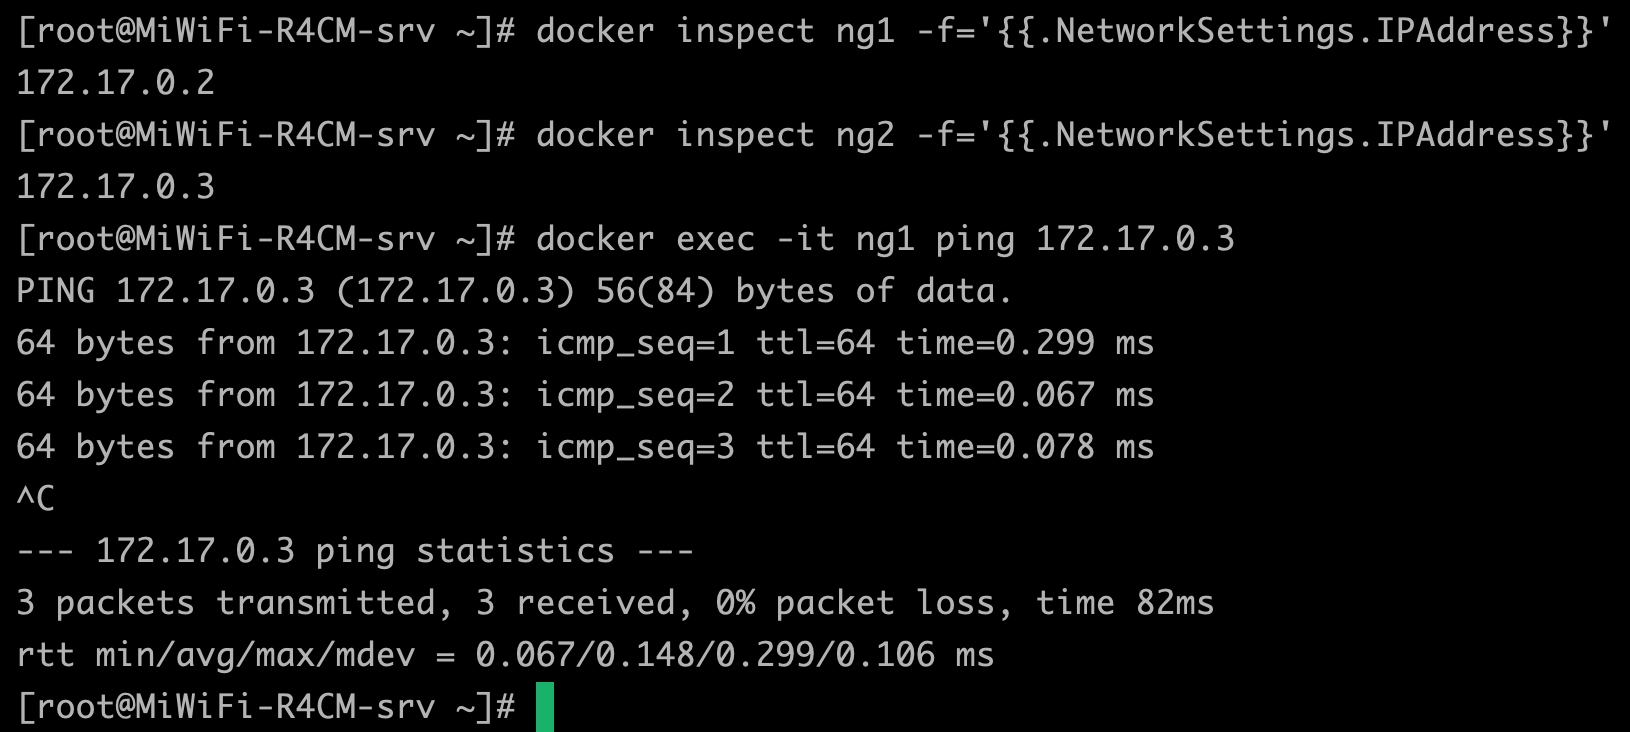 [root@MiWiFi-R4CM-srv ~]# docker inspect ng1 -f='{{.NetworkSettings.IPAddress}}'
172.17.0.2
[root@MiWiFi-R4CM-srv ~]# docker inspect ng2 -f='{{.NetworkSettings.IPAddress}}'
172.17.0.3
[root@MiWiFi-R4CM-srv ~]# docker exec -it ng1 ping 172.17.0.3
PING 172.17.0.3 (172.17.0.3) 56(84) bytes of data.
64 bytes from 172.17.0.3: icmp_seq=1 ttl=64 time=0.299 ms
64 bytes from 172.17.0.3: icmp_seq=2 ttl=64 time=0.067 ms
64 bytes from 172.17.0.3: icmp_seq=3 ttl=64 time=0.078 ms
^C
--- 172.17.0.3 ping statistics ---
3 packets transmitted, 3 received, 0% packet loss, time 82ms
rtt min/avg/max/mdev = 0.067/0.148/0.299/0.106 ms
[root@MiWiFi-R4CM-srv ~]#